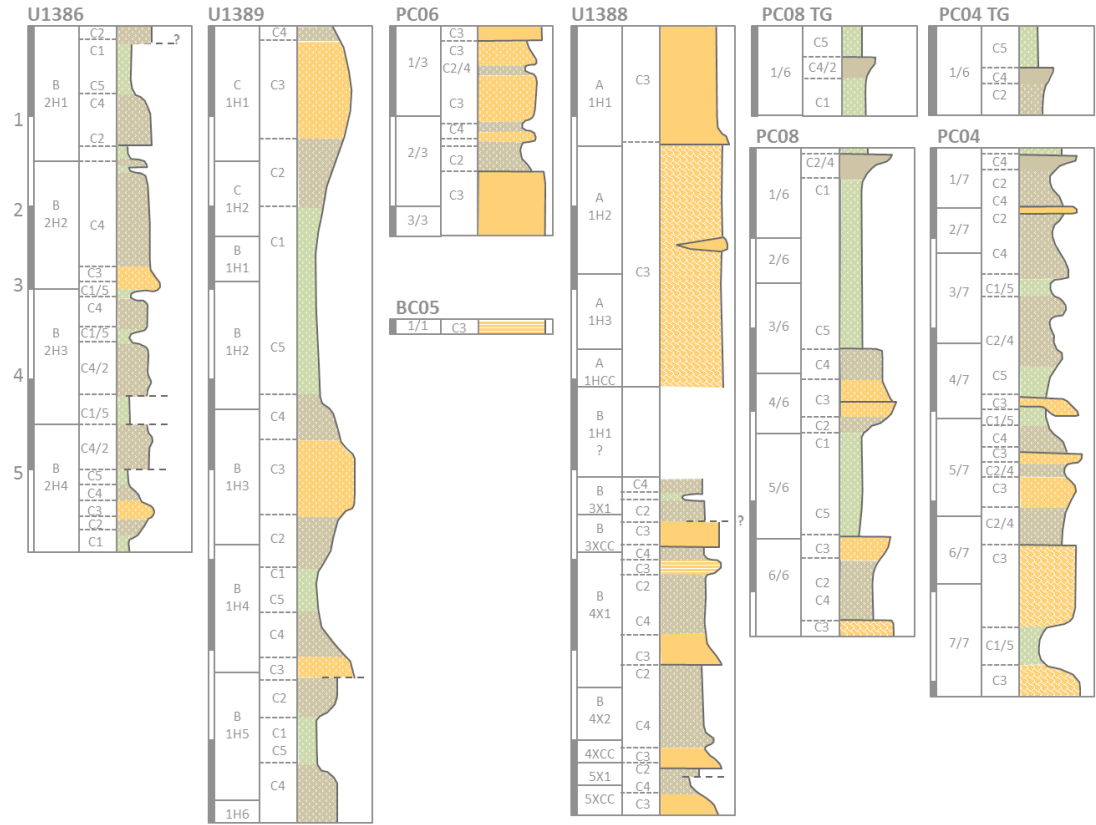 U1386
U1389
PC06
U1388
PC08 TG
PC04 TG
1
2
3
4
5
B
2H1
B
2H2
B
2H3
B
2H4
C2
?
C1
C5
C4
C2
C4
C3
C1/5
C4
C1/5
C4/2
C1/5
C4/2
C5
C4
C3
C2
C1
C
1H1
C
1H2
B
1H1
B
1H2
B
1H3
B
1H4
B
1H5
1H6
C4
C3
C2
C1
C5
C4
C3
C2
C1
C5
C4
C3
C2
C1
C5
C4
1/3
2/3
3/3
C3
C3
C2/4
C3
C4
C3
C2
C3
BC05
1/1
C3
A
1H1
A
1H2
A
1H3
A
1HCC
B
1H1
?
B
3X1
B
3XCC
B
4X1
B
4X2
4XCC
5X1
5XCC
C3
C3
C4
C2
?
C3
C4
C3
C2
C4
C3
C2
C4
C3
C2
C4
C3
1/6
C5
C4/2
C1
PC08
1/6
2/6
3/6
4/6
5/6
6/6
C2/4
C1
C5
C4
C3
C2
C1
C5
C3
C2
C4
C3
1/6
C5
C4
C2
PC04
1/7
2/7
3/7
4/7
5/7
6/7
7/7
C4
C2
C4
C2
C4
C1/5
C2/4
C5
C3
C1/5
C4
C3
C2/4
C3
C2/4
C3
C1/5
C3